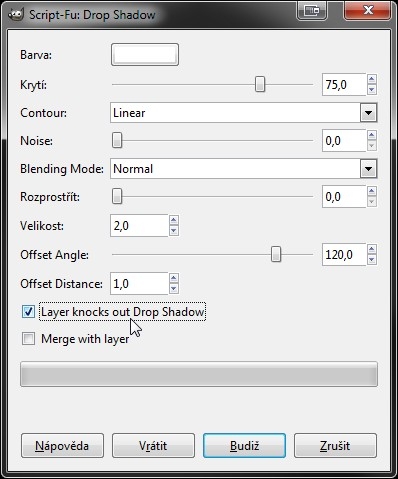 Script-Fu: Drop Shadow
Barva:
Krytí: 75,0
Contour: Linear
Noise: 0,0
Blending Mode: Normal
Rozprostřít: 0,0
Velikost: 2,0
Offset Angle: 120,0
Offset Distance: 1,0
Layer knocks out Drop Shadow
Merge with layer
Nápověda Vrátit Budiž Zrušit